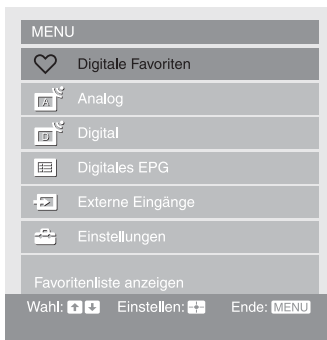 MENU
Digitale Favoriten
A Analog
D Digital
Digitales EPG
Externe Eingänge
Einstellungen
Favoritenliste anzeigen
Wahl: Einstellen: Ende: MENU